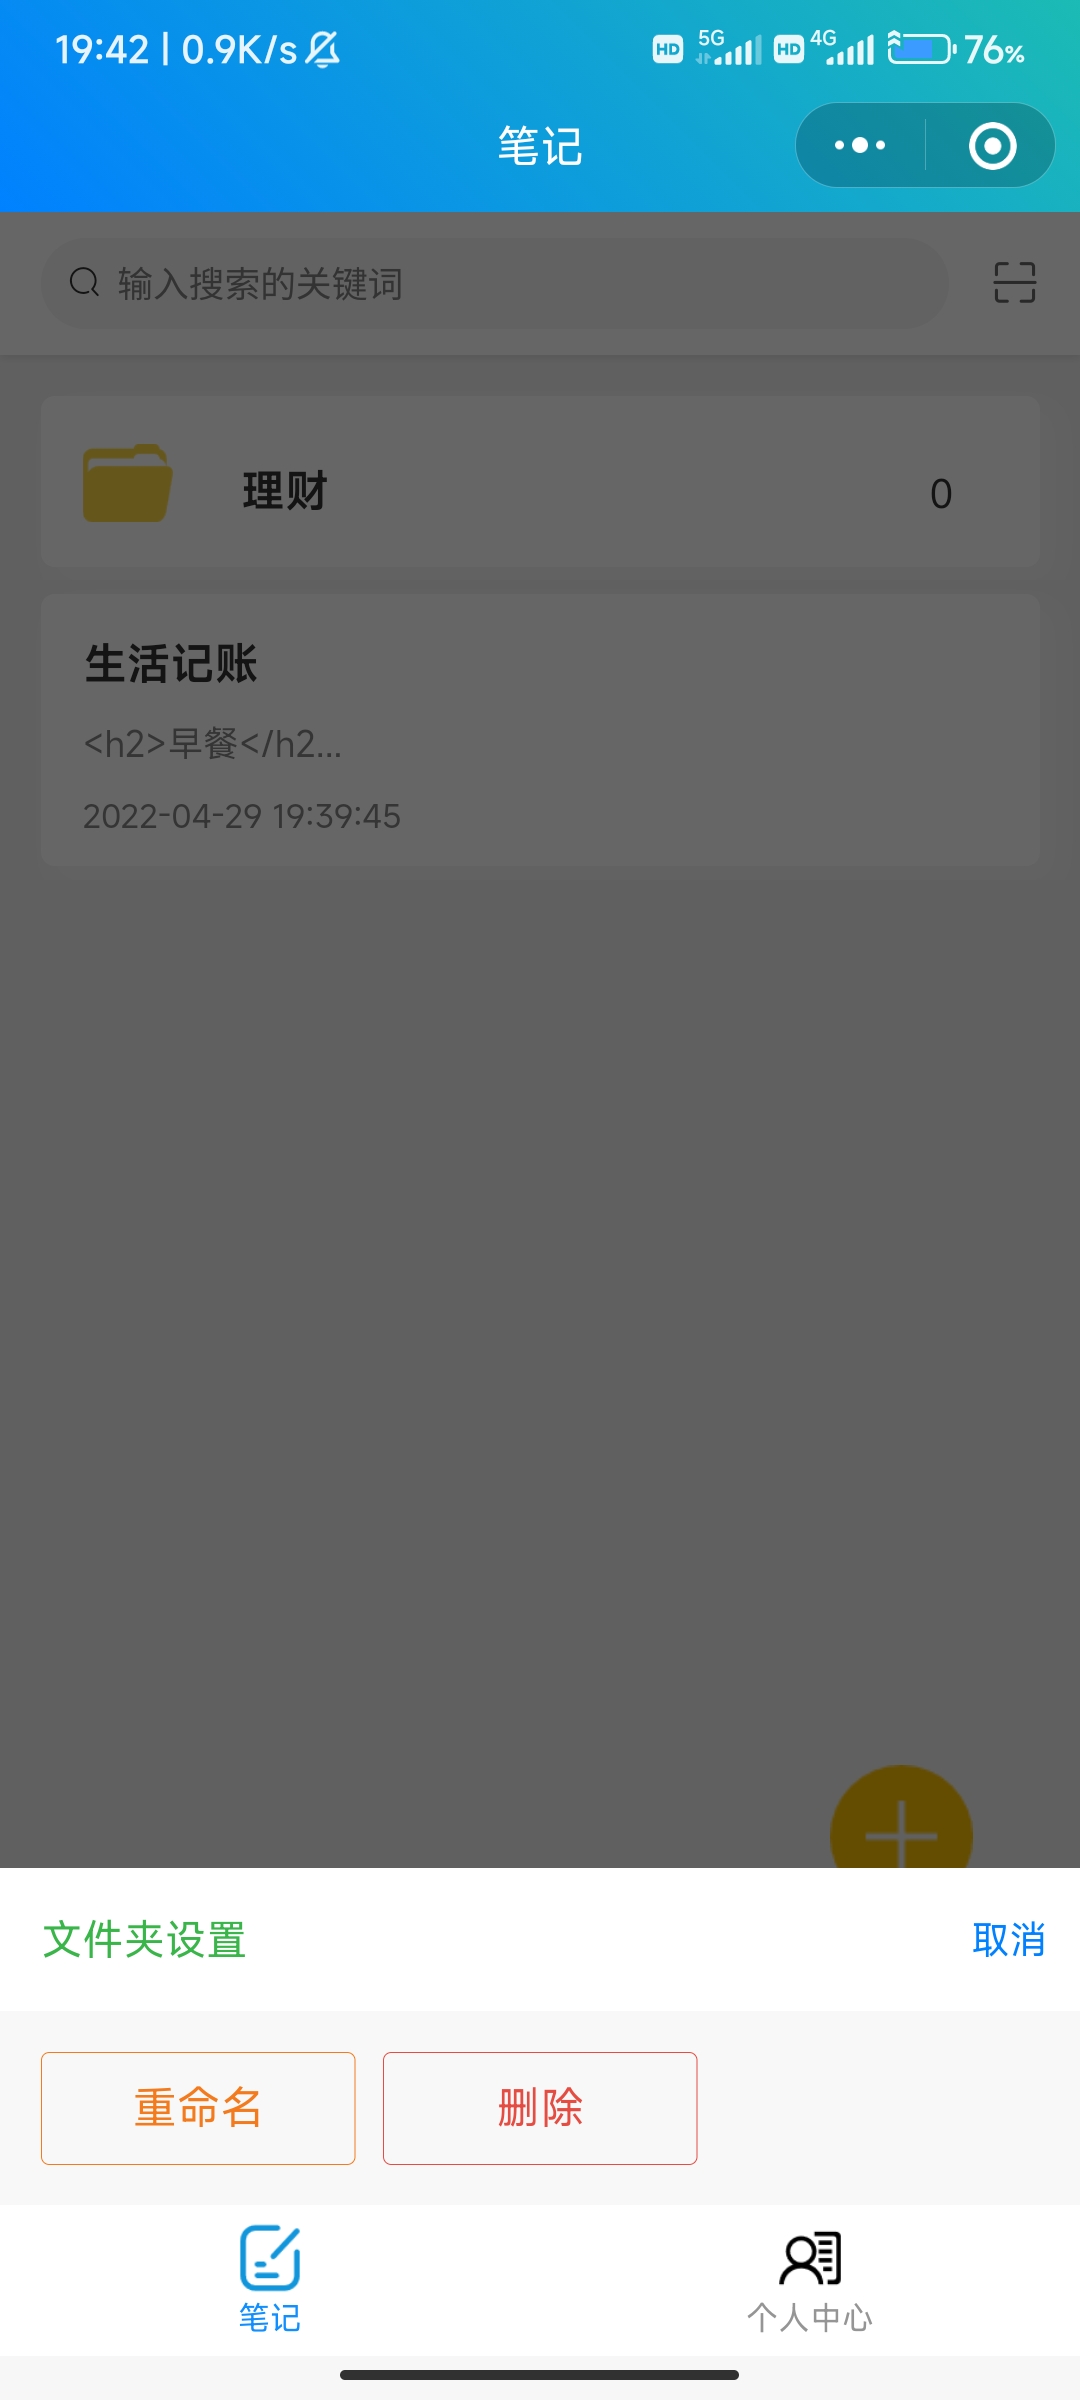 19:42 | 0.9K/s HD 5G HD 4G 76%
笔记
输入搜索的关键词
理财 0
生活记账
<h2>早餐</h2...
2022-04-29 19:39:45
文件夹设置 取消
重命名 删除
笔记 个人中心